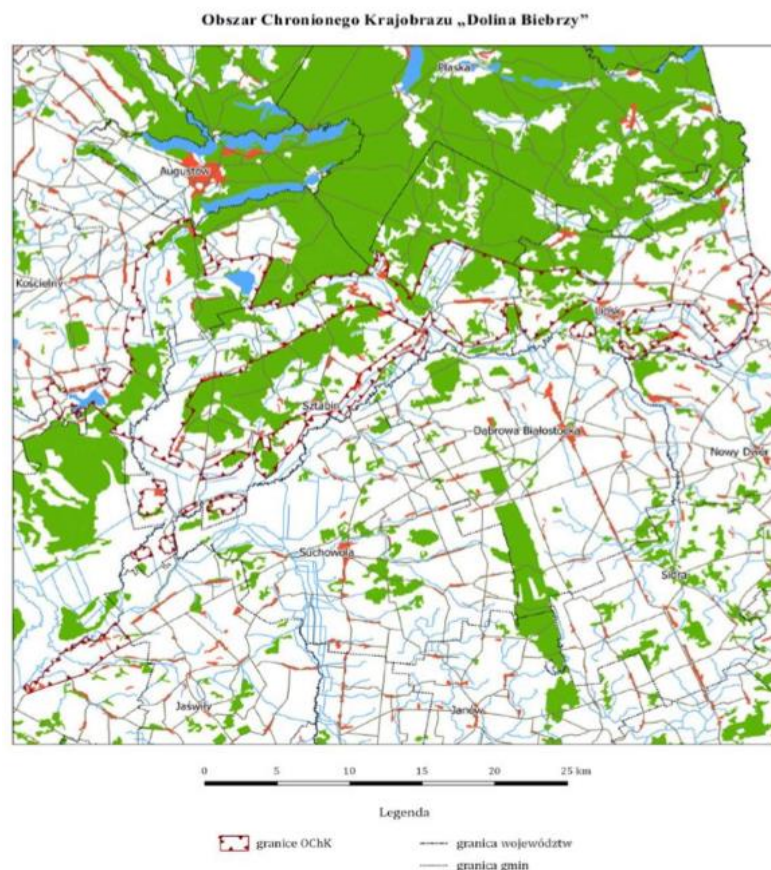 Obszar Chronionego Krajobrazu „Dolina Biebrzy”
Płaska
Augustów
Kościelny
Lipsk
Sztabin
Dąbrowa Białostocka
Nowy Dwór
Suchowola
Sidra
Jaświły
Janów
0 5 10 15 20 25 km
Legenda
granice OChK
granica województw
granica gmin